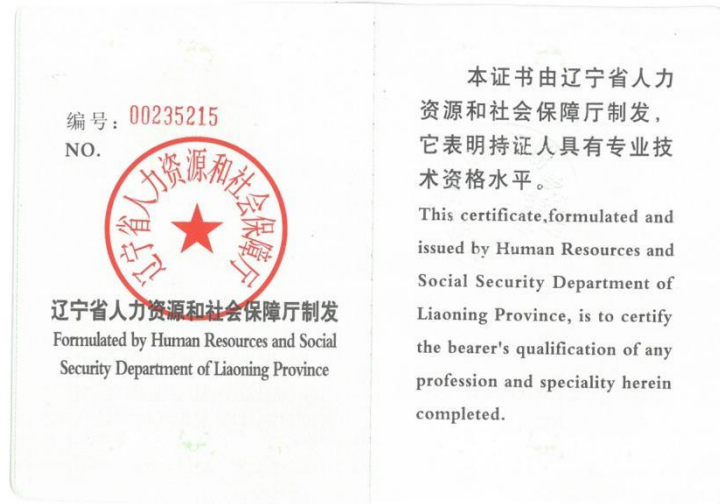 编号：00235215
NO.
辽宁省人力资源和社会保障厅
辽宁省人力资源和社会保障厅制发
Formulated by Human Resources and Social
Security Department of Liaoning Province
本证书由辽宁省人力
资源和社会保障厅制发，
它表明持证人具有专业技
术资格水平。
This certificate,formulated and
issued by Human Resources and
Social Security Department of
Liaoning Province, is to certify
the bearer's qualification of any
profession and speciality herein
completed.